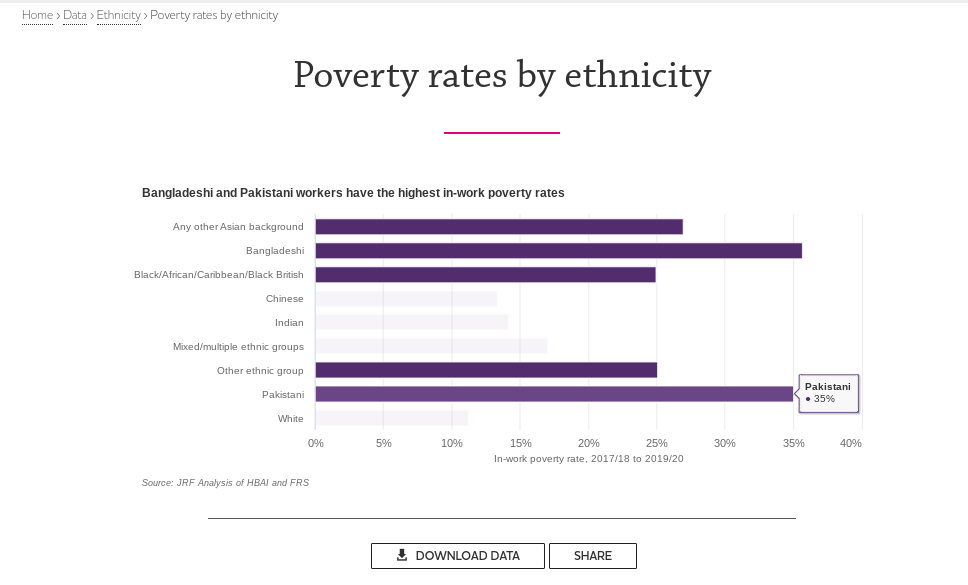 Home › Data › Ethnicity › Poverty rates by ethnicity
Poverty rates by ethnicity
Bangladeshi and Pakistani workers have the highest in-work poverty rates
Any other Asian background
Bangladeshi
Black/African/Caribbean/Black British
Chinese
Indian
Mixed/multiple ethnic groups
Other ethnic group
Pakistani
Pakistani
● 35%
White
0% 5% 10% 15% 20% 25% 30% 35% 40%
In-work poverty rate, 2017/18 to 2019/20
Source: JRF Analysis of HBAI and FRS
DOWNLOAD DATA SHARE